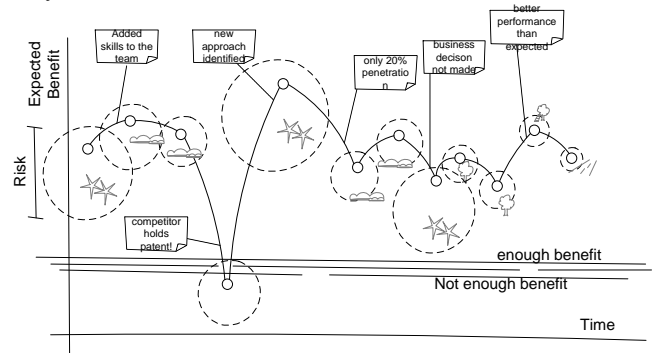 better
performance
than
expected
Added
skills to the
team
new
approach
identified
business
decison
not made
only 20%
penetratio
n
Expected
Benefit
Risk
competitor
holds
patent!
enough benefit
Not enough benefit
Time